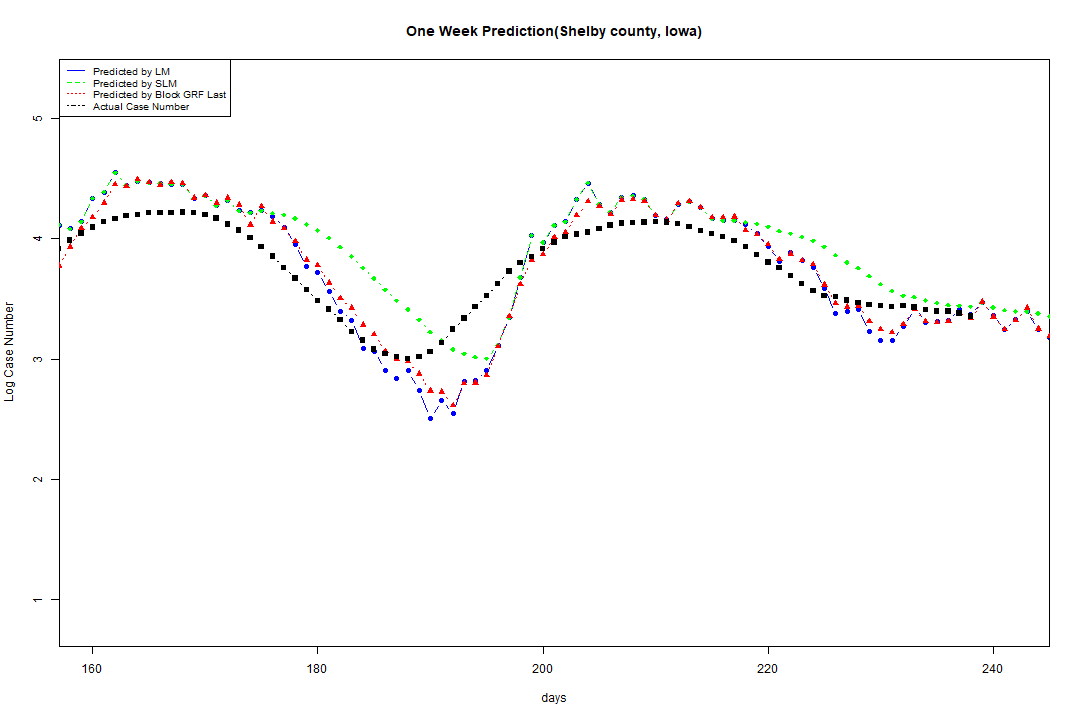 One Week Prediction(Shelby county, Iowa)
Predicted by LM
Predicted by SLM
Predicted by Block GRF Last
Actual Case Number
5
4
3
2
1
Log Case Number
160 180 200 220 240
days